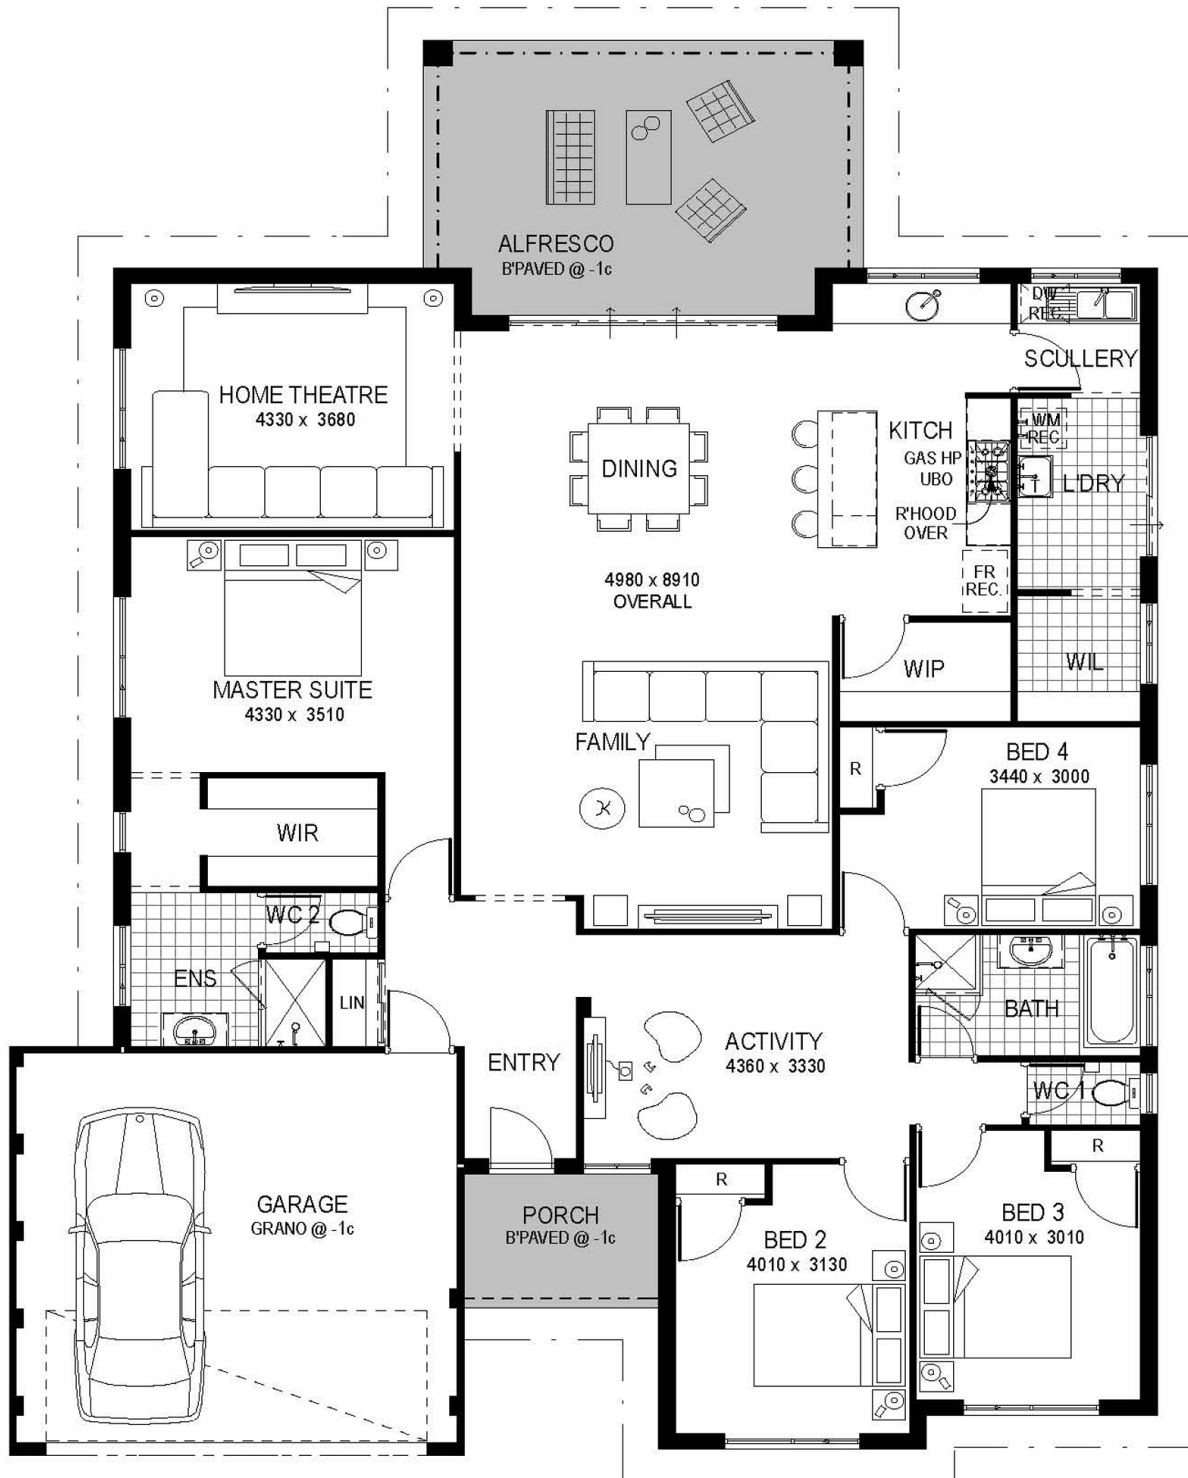 ALFRESCO
B'PAVED @ -1c
DW
REC.
SCULLERY
HOME THEATRE
4330 x 3680
KITCH
GAS HP
UBO
R'HOOD
OVER
WM
REC
DINING
T
L'DRY
4980 x 8910
OVERALL
FR
REC.
WIP
WIL
MASTER SUITE
4330 x 3510
FAMILY
R
BED 4
3440 x 3000
WIR
WC 2
ENS
LIN
BATH
ENTRY
ACTIVITY
4360 x 3330
WC 1
R
GARAGE
GRANO @ -1c
PORCH
B'PAVED @ -1c
R
BED 2
4010 x 3130
BED 3
4010 x 3010